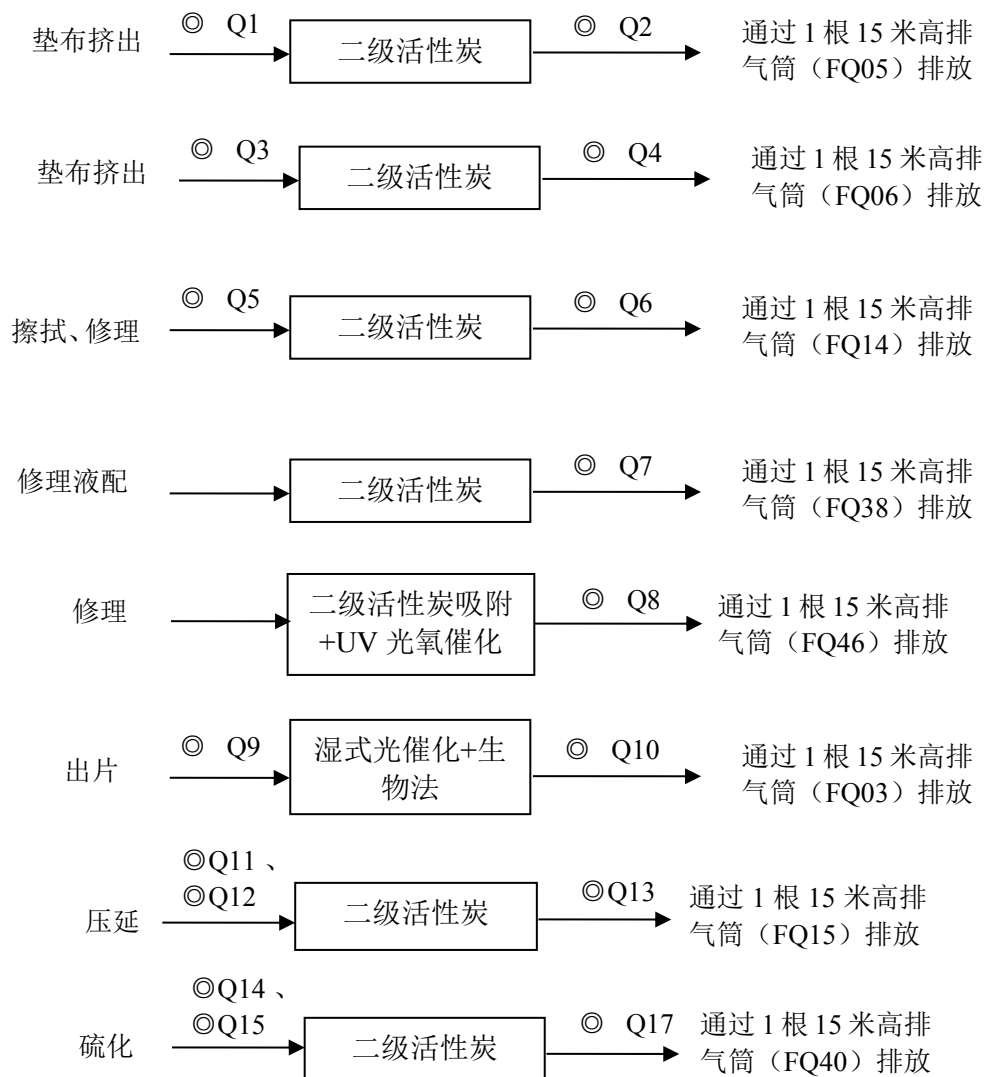 垫布挤出
◎ Q1
二级活性炭
◎ Q2
通过 1 根 15 米高排
气筒（FQ05）排放
垫布挤出
◎ Q3
二级活性炭
◎ Q4
通过 1 根 15 米高排
气筒（FQ06）排放
擦拭、修理
◎ Q5
二级活性炭
◎ Q6
通过 1 根 15 米高排
气筒（FQ14）排放
修理液配
二级活性炭
◎ Q7
通过 1 根 15 米高排
气筒（FQ38）排放
修理
二级活性炭吸附
+UV 光氧催化
◎ Q8
通过 1 根 15 米高排
气筒（FQ46）排放
出片
◎ Q9
湿式光催化+生
物法
◎ Q10
通过 1 根 15 米高排
气筒（FQ03）排放
压延
◎Q11 、
◎Q12
二级活性炭
◎Q13
通过 1 根 15 米高排
气筒（FQ15）排放
硫化
◎Q14 、
◎Q15
二级活性炭
◎ Q17
通过 1 根 15 米高排
气筒（FQ40）排放